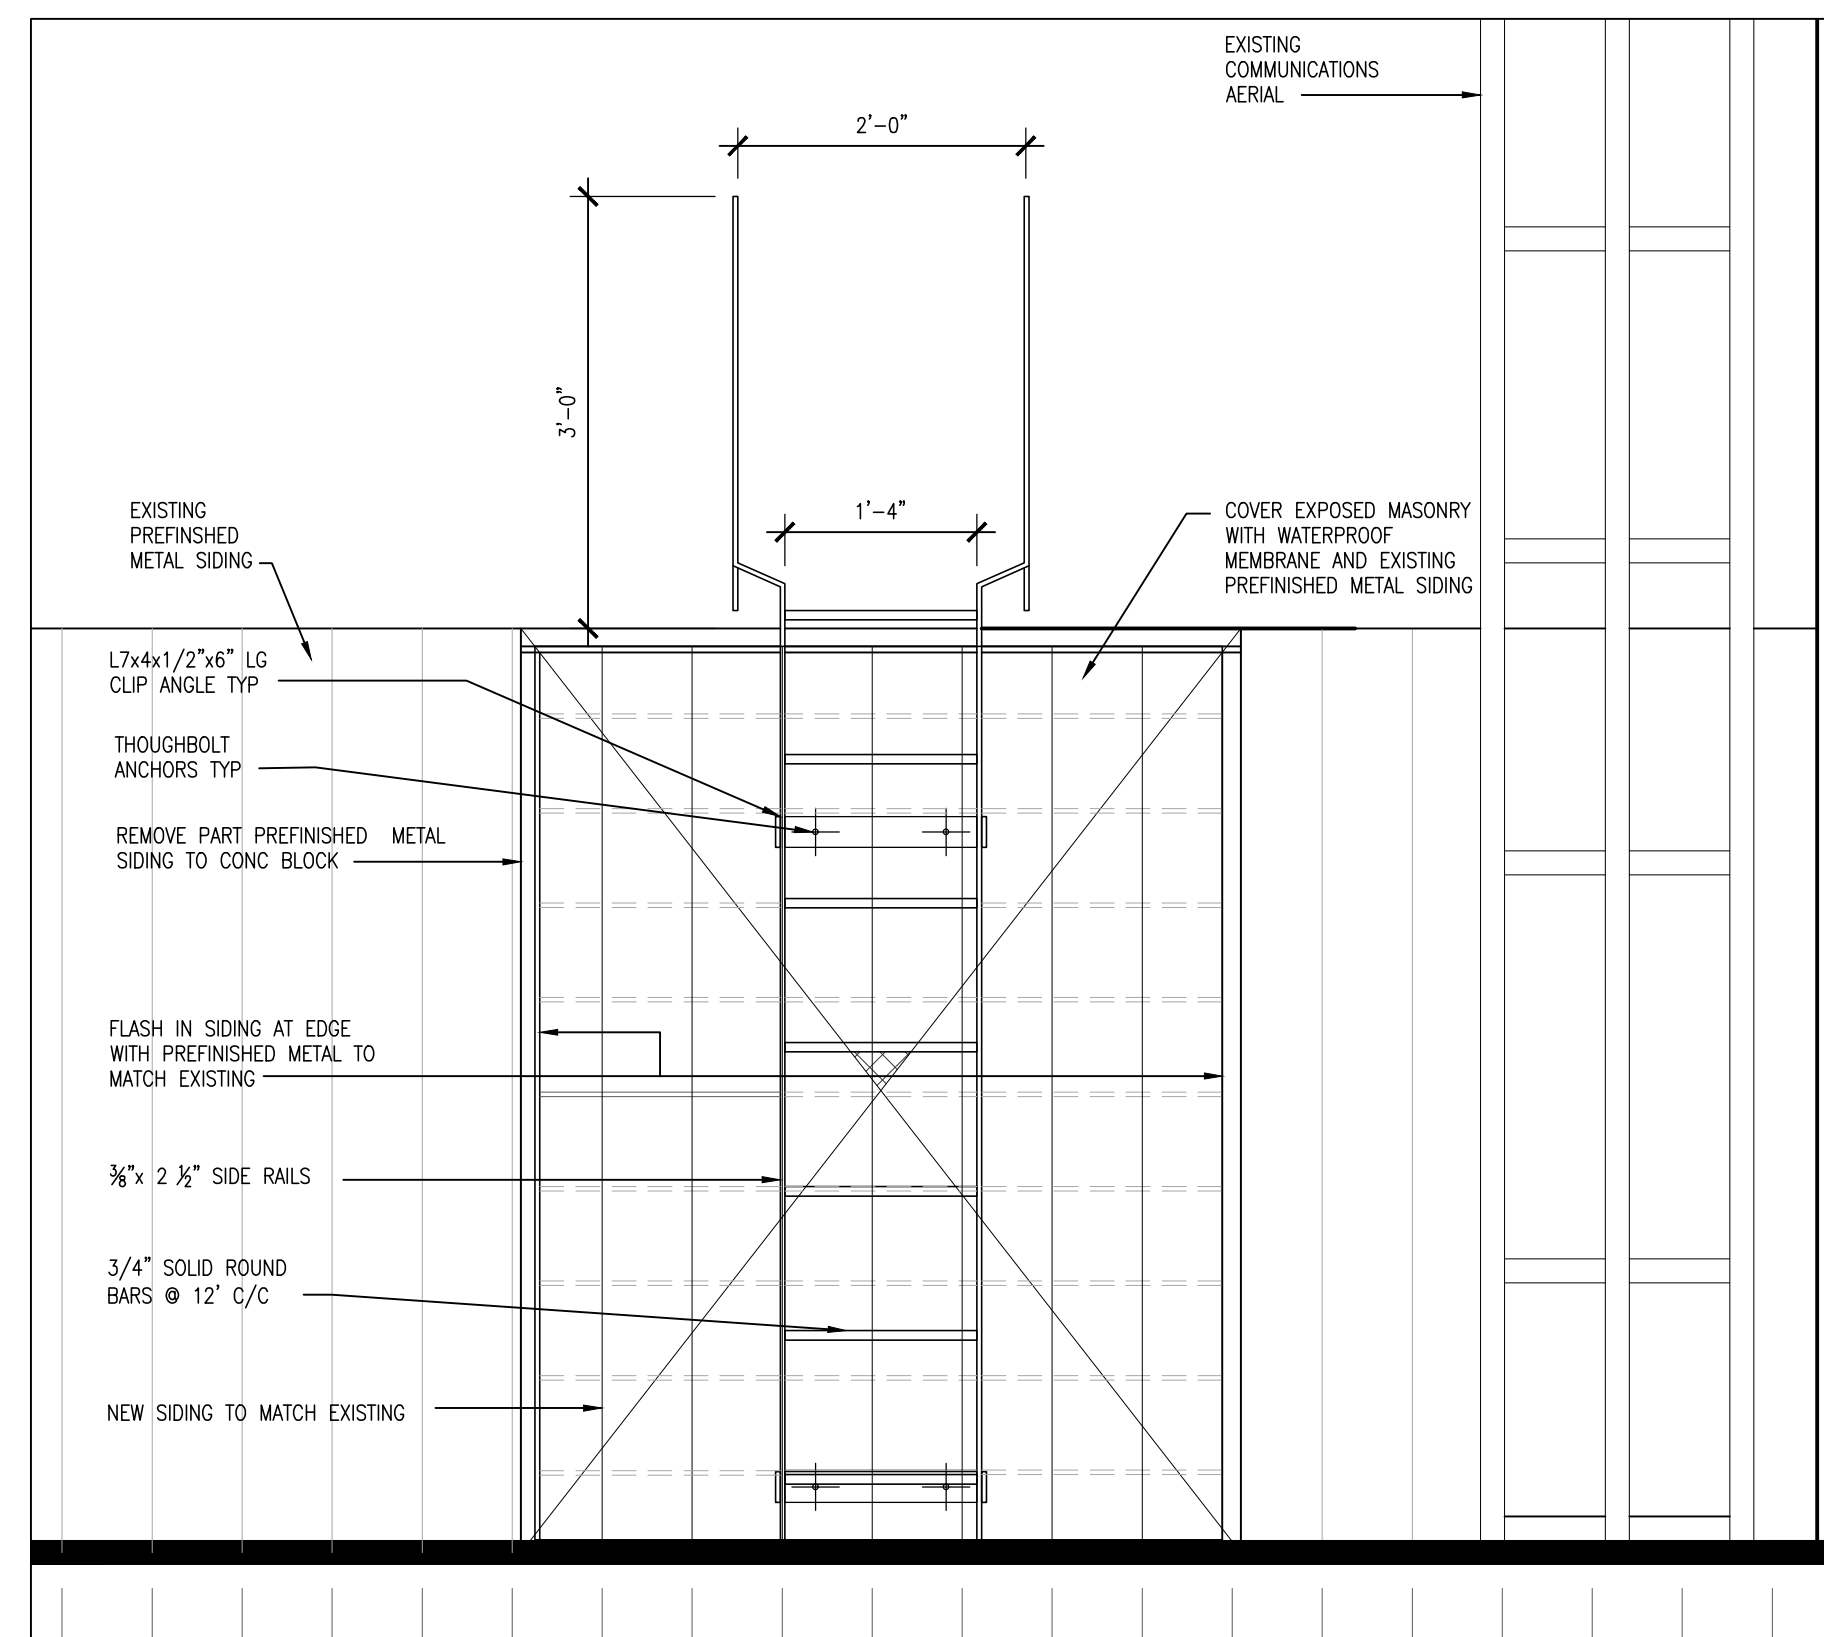 EXISTING
COMMUNICATIONS
AERIAL
2'-0"
3'-0"
1'-4"
EXISTING
PREFINSHED
METAL SIDING
COVER EXPOSED MASONRY
WITH WATERPROOF
MEMBRANE AND EXISTING
PREFINISHED METAL SIDING
L7x4x1/2"x6" LG
CLIP ANGLE TYP
THOUGHBOLT
ANCHORS TYP
REMOVE PART PREFINISHED METAL
SIDING TO CONC BLOCK
FLASH IN SIDING AT EDGE
WITH PREFINISHED METAL TO
MATCH EXISTING
⅜"x 2 ½" SIDE RAILS
3/4" SOLID ROUND
BARS @ 12' C/C
NEW SIDING TO MATCH EXISTING